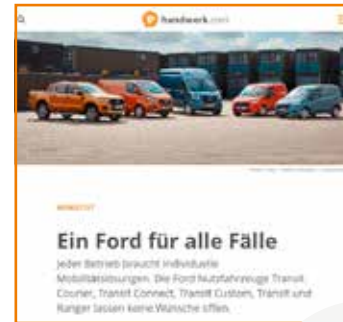 handwerk.com
Ein Ford für alle Fälle
Jeder Betrieb braucht individuelle
Mobilitätslösungen. Die Ford Nutzfahrzeuge Transit
Courier, Transit Connect, Transit Custom, Transit und
Ranger lassen keine Wünsche offen.